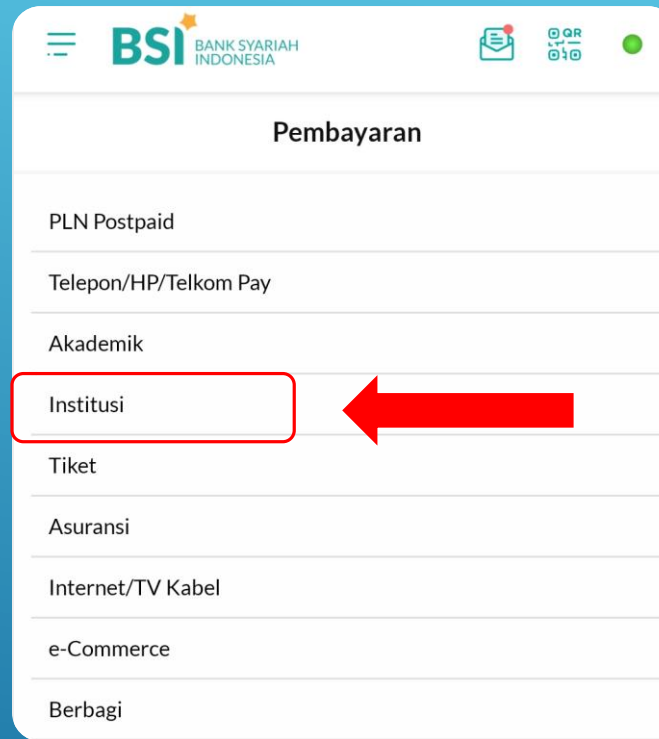 BSI BANK SYARIAH
INDONESIA
QR
Pembayaran
PLN Postpaid
Telepon/HP/Telkom Pay
Akademik
Institusi
Tiket
Asuransi
Internet/TV Kabel
e-Commerce
Berbagi